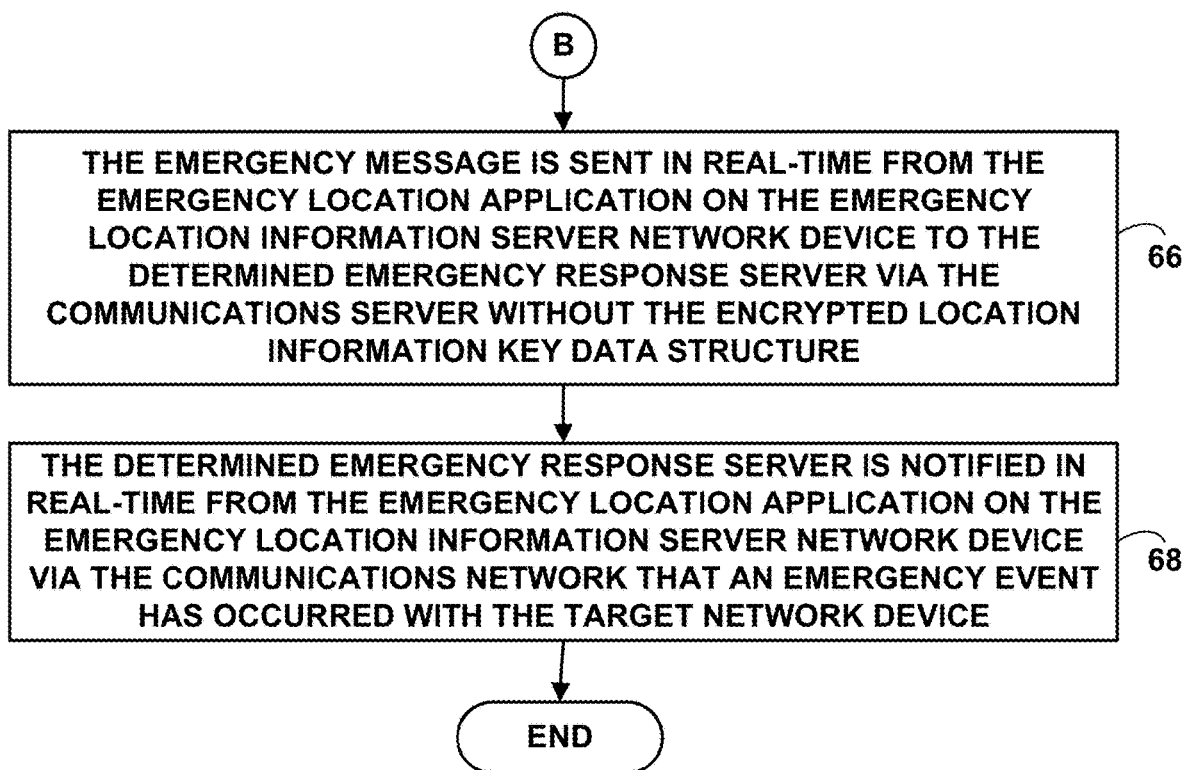 B
THE EMERGENCY MESSAGE IS SENT IN REAL-TIME FROM THE
EMERGENCY LOCATION APPLICATION ON THE EMERGENCY
LOCATION INFORMATION SERVER NETWORK DEVICE TO THE
DETERMINED EMERGENCY RESPONSE SERVER VIA THE
COMMUNICATIONS SERVER WITHOUT THE ENCRYPTED LOCATION
INFORMATION KEY DATA STRUCTURE
66
THE DETERMINED EMERGENCY RESPONSE SERVER IS NOTIFIED IN
REAL-TIME FROM THE EMERGENCY LOCATION APPLICATION ON THE
EMERGENCY LOCATION INFORMATION SERVER NETWORK DEVICE
VIA THE COMMUNICATIONS NETWORK THAT AN EMERGENCY EVENT
HAS OCCURRED WITH THE TARGET NETWORK DEVICE
68
END